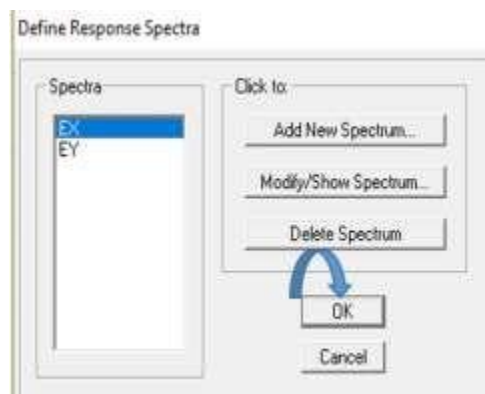 Define Response Spectra
Spectra
EX
EY
Click to:
Add New Spectrum...
Modify/Show Spectrum...
Delete Spectrum
OK
Cancel